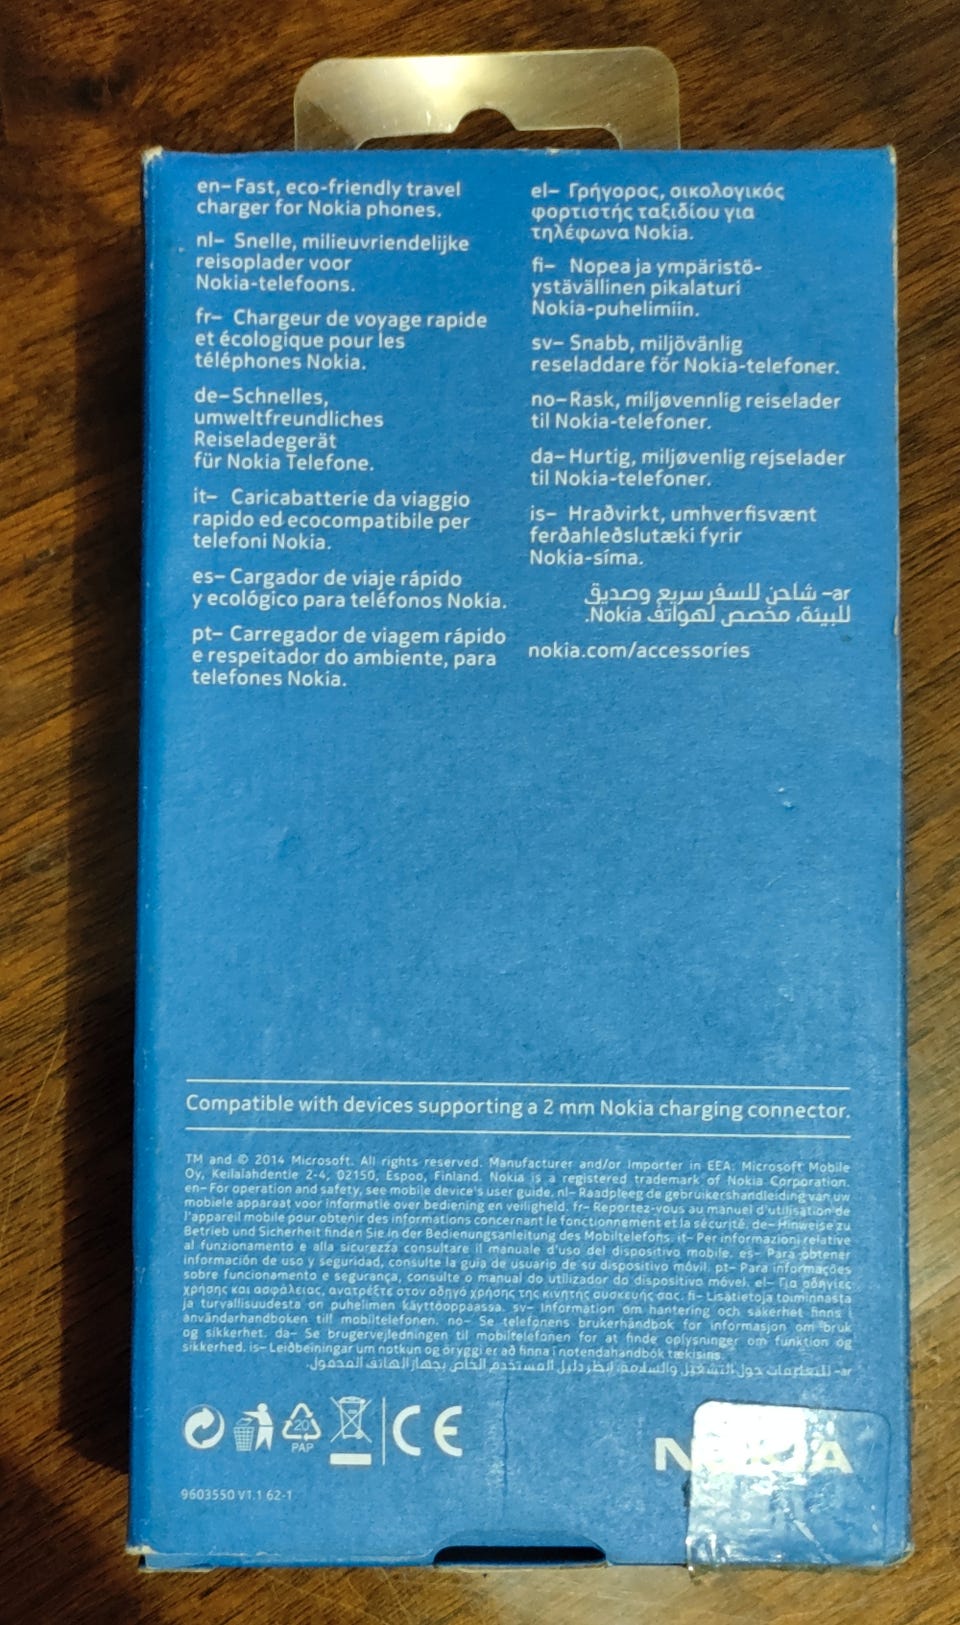 en– Fast, eco-friendly travel
charger for Nokia phones.
nl– Snelle, milieuvriendelijke
reisoplader voor
Nokia-telefoons.
fr– Chargeur de voyage rapide
et écologique pour les
téléphones Nokia.
de– Schnelles,
umweltfreundliches
Reiseladegerät
für Nokia Telefone.
it– Caricabatterie da viaggio
rapido ed ecocompatibile per
telefoni Nokia.
es– Cargador de viaje rápido
y ecológico para teléfonos Nokia.
pt– Carregador de viagem rápido
e respeitador do ambiente, para
telefones Nokia.
el– Γρήγορος, οικολογικός
φορτιστής ταξιδίου για
τηλέφωνα Nokia.
fi– Nopea ja ympäristö-
ystävällinen pikalaturi
Nokia-puhelimiin.
sv– Snabb, miljövänlig
reseladdare för Nokia-telefoner.
no– Rask, miljøvennlig reiselader
til Nokia-telefoner.
da– Hurtig, miljøvenlig rejselader
til Nokia-telefoner.
is– Hraðvirkt, umhverfisvænt
ferðahleðslutæki fyrir
Nokia-síma.
ar– شاحن للسفر سريع وصديق
للبيئة، مخصص لهواتف Nokia.
nokia.com/accessories
Compatible with devices supporting a 2 mm Nokia charging connector.
TM and © 2014 Microsoft. All rights reserved. Manufacturer and/or Importer in EEA: Microsoft Mobile
Oy, Keilalahdentie 2-4, 02150, Espoo, Finland. Nokia is a registered trademark of Nokia Corporation.
en– For operation and safety, see mobile device's user guide. nl– Raadpleeg de gebruikershandleiding van uw
mobiele apparaat voor informatie over bediening en veiligheid. fr– Reportez-vous au manuel d'utilisation de
l'appareil mobile pour obtenir des informations concernant le fonctionnement et la sécurité. de– Hinweise zu
Betrieb und Sicherheit finden Sie in der Bedienungsanleitung des Mobiltelefons. it– Per informazioni relative
al funzionamento e alla sicurezza consultare il manuale d'uso del dispositivo mobile. es– Para obtener
información de uso y seguridad, consulte la guía de usuario de su dispositivo móvil. pt– Para informações
sobre funcionamento e segurança, consulte o manual do utilizador do dispositivo móvel. el– Για οδηγίες
χρήσης και ασφάλειας, ανατρέξτε στον οδηγό χρήσης της κινητής συσκευής σας. fi– Lisätietoja toiminnasta
ja turvallisuudesta on puhelimen käyttöoppaassa. sv– Information om hantering och säkerhet finns i
användarhandboken till mobiltelefonen. no– Se telefonens brukerhåndbok for informasjon om bruk
og sikkerhet. da– Se brugervejledningen til mobiltelefonen for at finde oplysninger om funktion og
sikkerhed. is– Leiðbeiningar um notkun og öryggi er að finna í notendahandbók tækisins.
ar– للمعلومات حول التشغيل والسلامة، انظر دليل المستخدم الخاص بجهاز الهاتف المحمول.
20
PAP
CE
NOKIA
9603550 V1.1 62-1